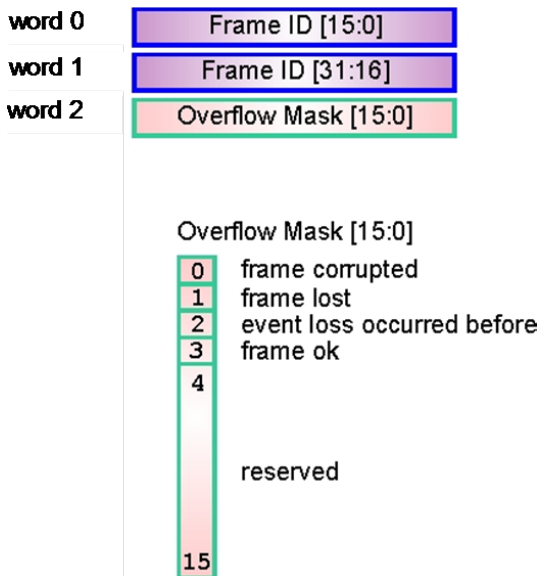 word 0 Frame ID [15:0]
word 1 Frame ID [31:16]
word 2 Overflow Mask [15:0]
Overflow Mask [15:0]
0 frame corrupted
1 frame lost
2 event loss occurred before
3 frame ok
4
reserved
15